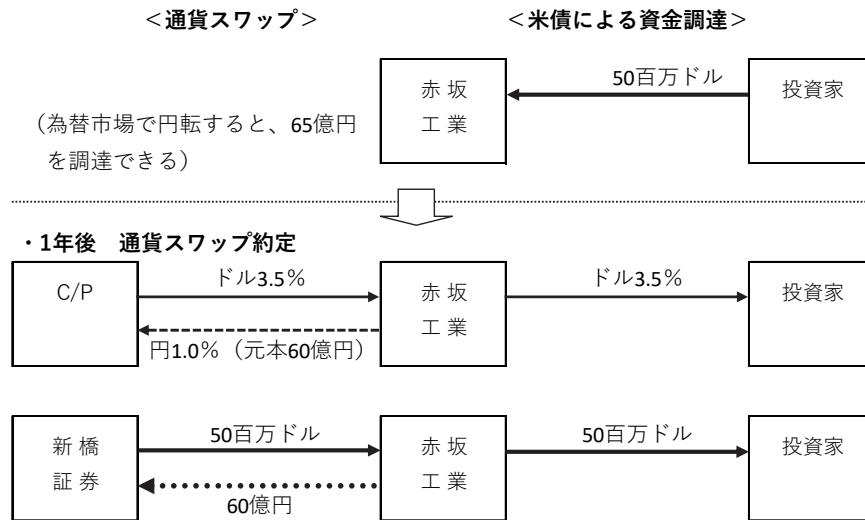 ＜通貨スワップ＞ ＜米債による資金調達＞
赤 坂
工 業
50百万ドル
投資家
（為替市場で円転すると、65億円
を調達できる）
・1年後　通貨スワップ約定
C/P
ドル3.5％
円1.0％（元本60億円）
赤 坂
工 業
ドル3.5％
投資家
新 橋
証 券
50百万ドル
60億円
赤 坂
工 業
50百万ドル
投資家